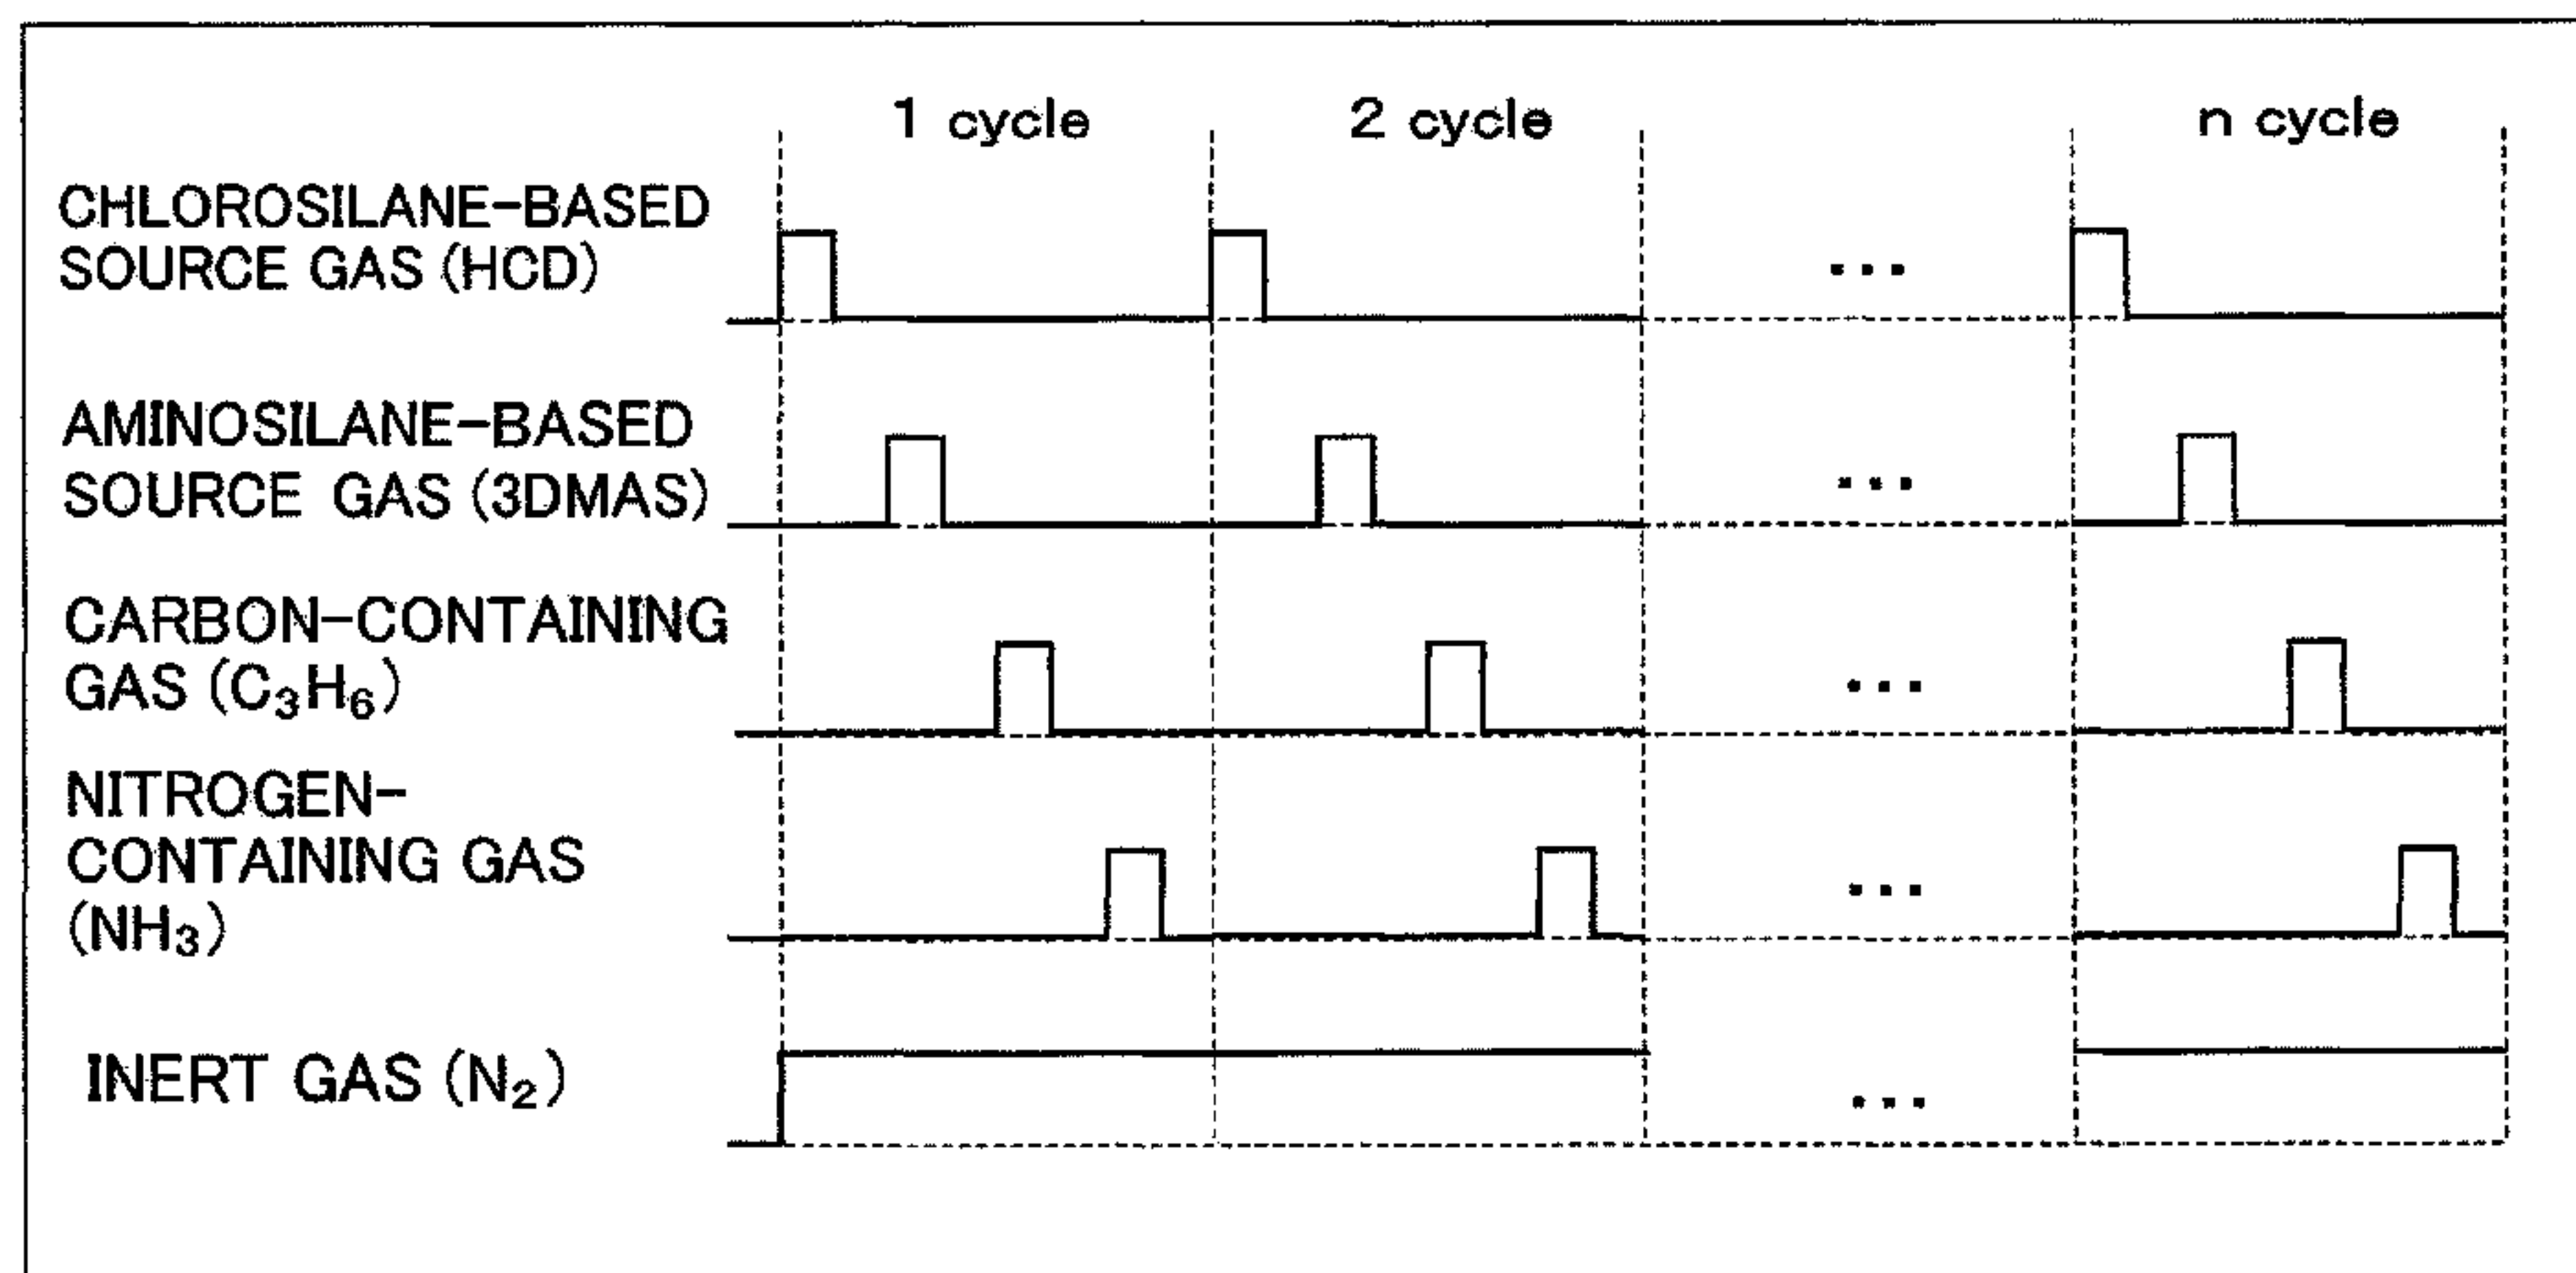 1 cycle 2 cycle n cycle
CHLOROSILANE-BASED
SOURCE GAS (HCD)
...
AMINOSILANE-BASED
SOURCE GAS (3DMAS)
...
CARBON-CONTAINING
GAS (C₃H₆)
...
NITROGEN-
CONTAINING GAS
(NH₃)
...
INERT GAS (N₂)
...